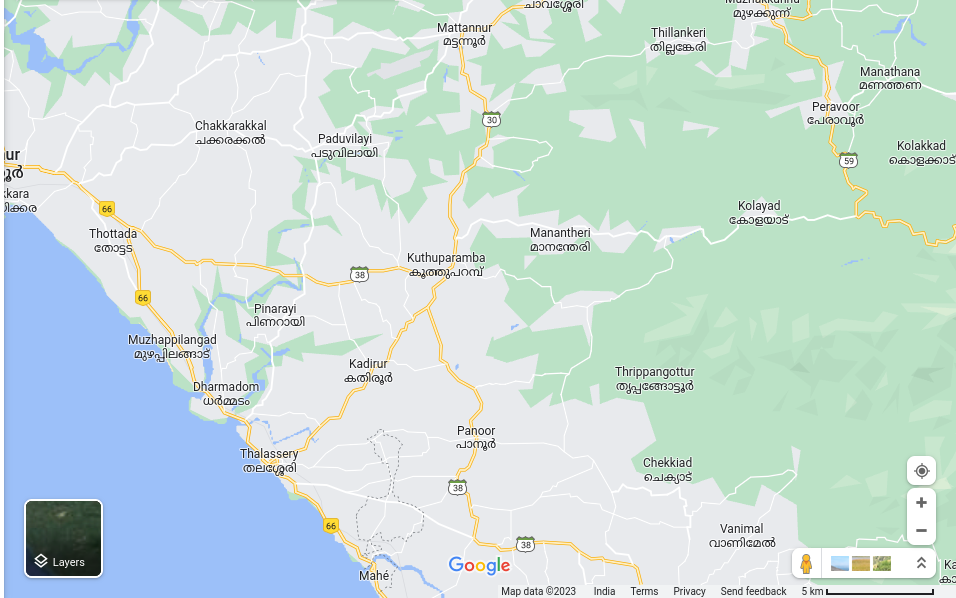 ചാവശ്ശേരി
Mattannur
മട്ടന്നൂർ
മുഴക്കുന്ന്
Thillankeri
തില്ലങ്കേരി
Manathana
മണത്തണ
Peravoor
പേരാവൂർ
30
Chakkarakkal
ചക്കരക്കൽ
Paduvilayi
പടുവിലായി
Kolakkad
കൊളക്കാട്
59
66
Kolayad
കോളയാട്
Thottada
തോട്ടട
Manantheri
മാനന്തേരി
Kuthuparamba
കൂത്തുപറമ്പ്
38
66
Pinarayi
പിണറായി
Muzhappilangad
മുഴപ്പിലങ്ങാട്
Kadirur
കതിരൂർ
Thrippangottur
തൃപ്പങ്ങോട്ടൂർ
Dharmadom
ധർമ്മടം
Panoor
പാനൂർ
Thalassery
തലശ്ശേരി
Chekkiad
ചെക്യാട്
38
66
Vanimal
വാണിമേൽ
38
Layers
Google
Mahé
Map data ©2023 India Terms Privacy Send feedback 5 km